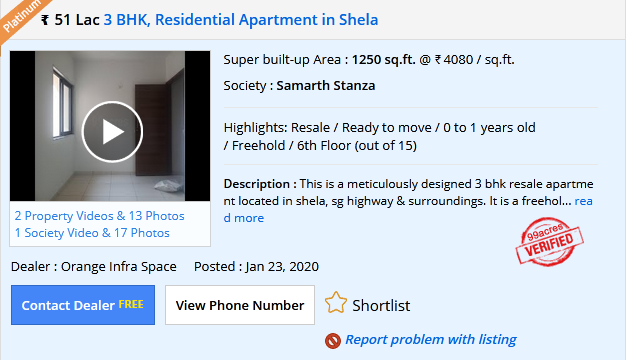 Platinum
₹ 51 Lac 3 BHK, Residential Apartment in Shela
Super built-up Area : 1250 sq.ft. @ ₹ 4080 / sq.ft.
Society : Samarth Stanza
Highlights: Resale / Ready to move / 0 to 1 years old
/ Freehold / 6th Floor (out of 15)
Description : This is a meticulously designed 3 bhk resale apartme
nt located in shela, sg highway & surroundings. It is a freehol... rea
d more
2 Property Videos & 13 Photos
1 Society Video & 17 Photos
99acres
VERIFIED
Dealer : Orange Infra Space Posted : Jan 23, 2020
Contact Dealer FREE View Phone Number Shortlist
Report problem with listing